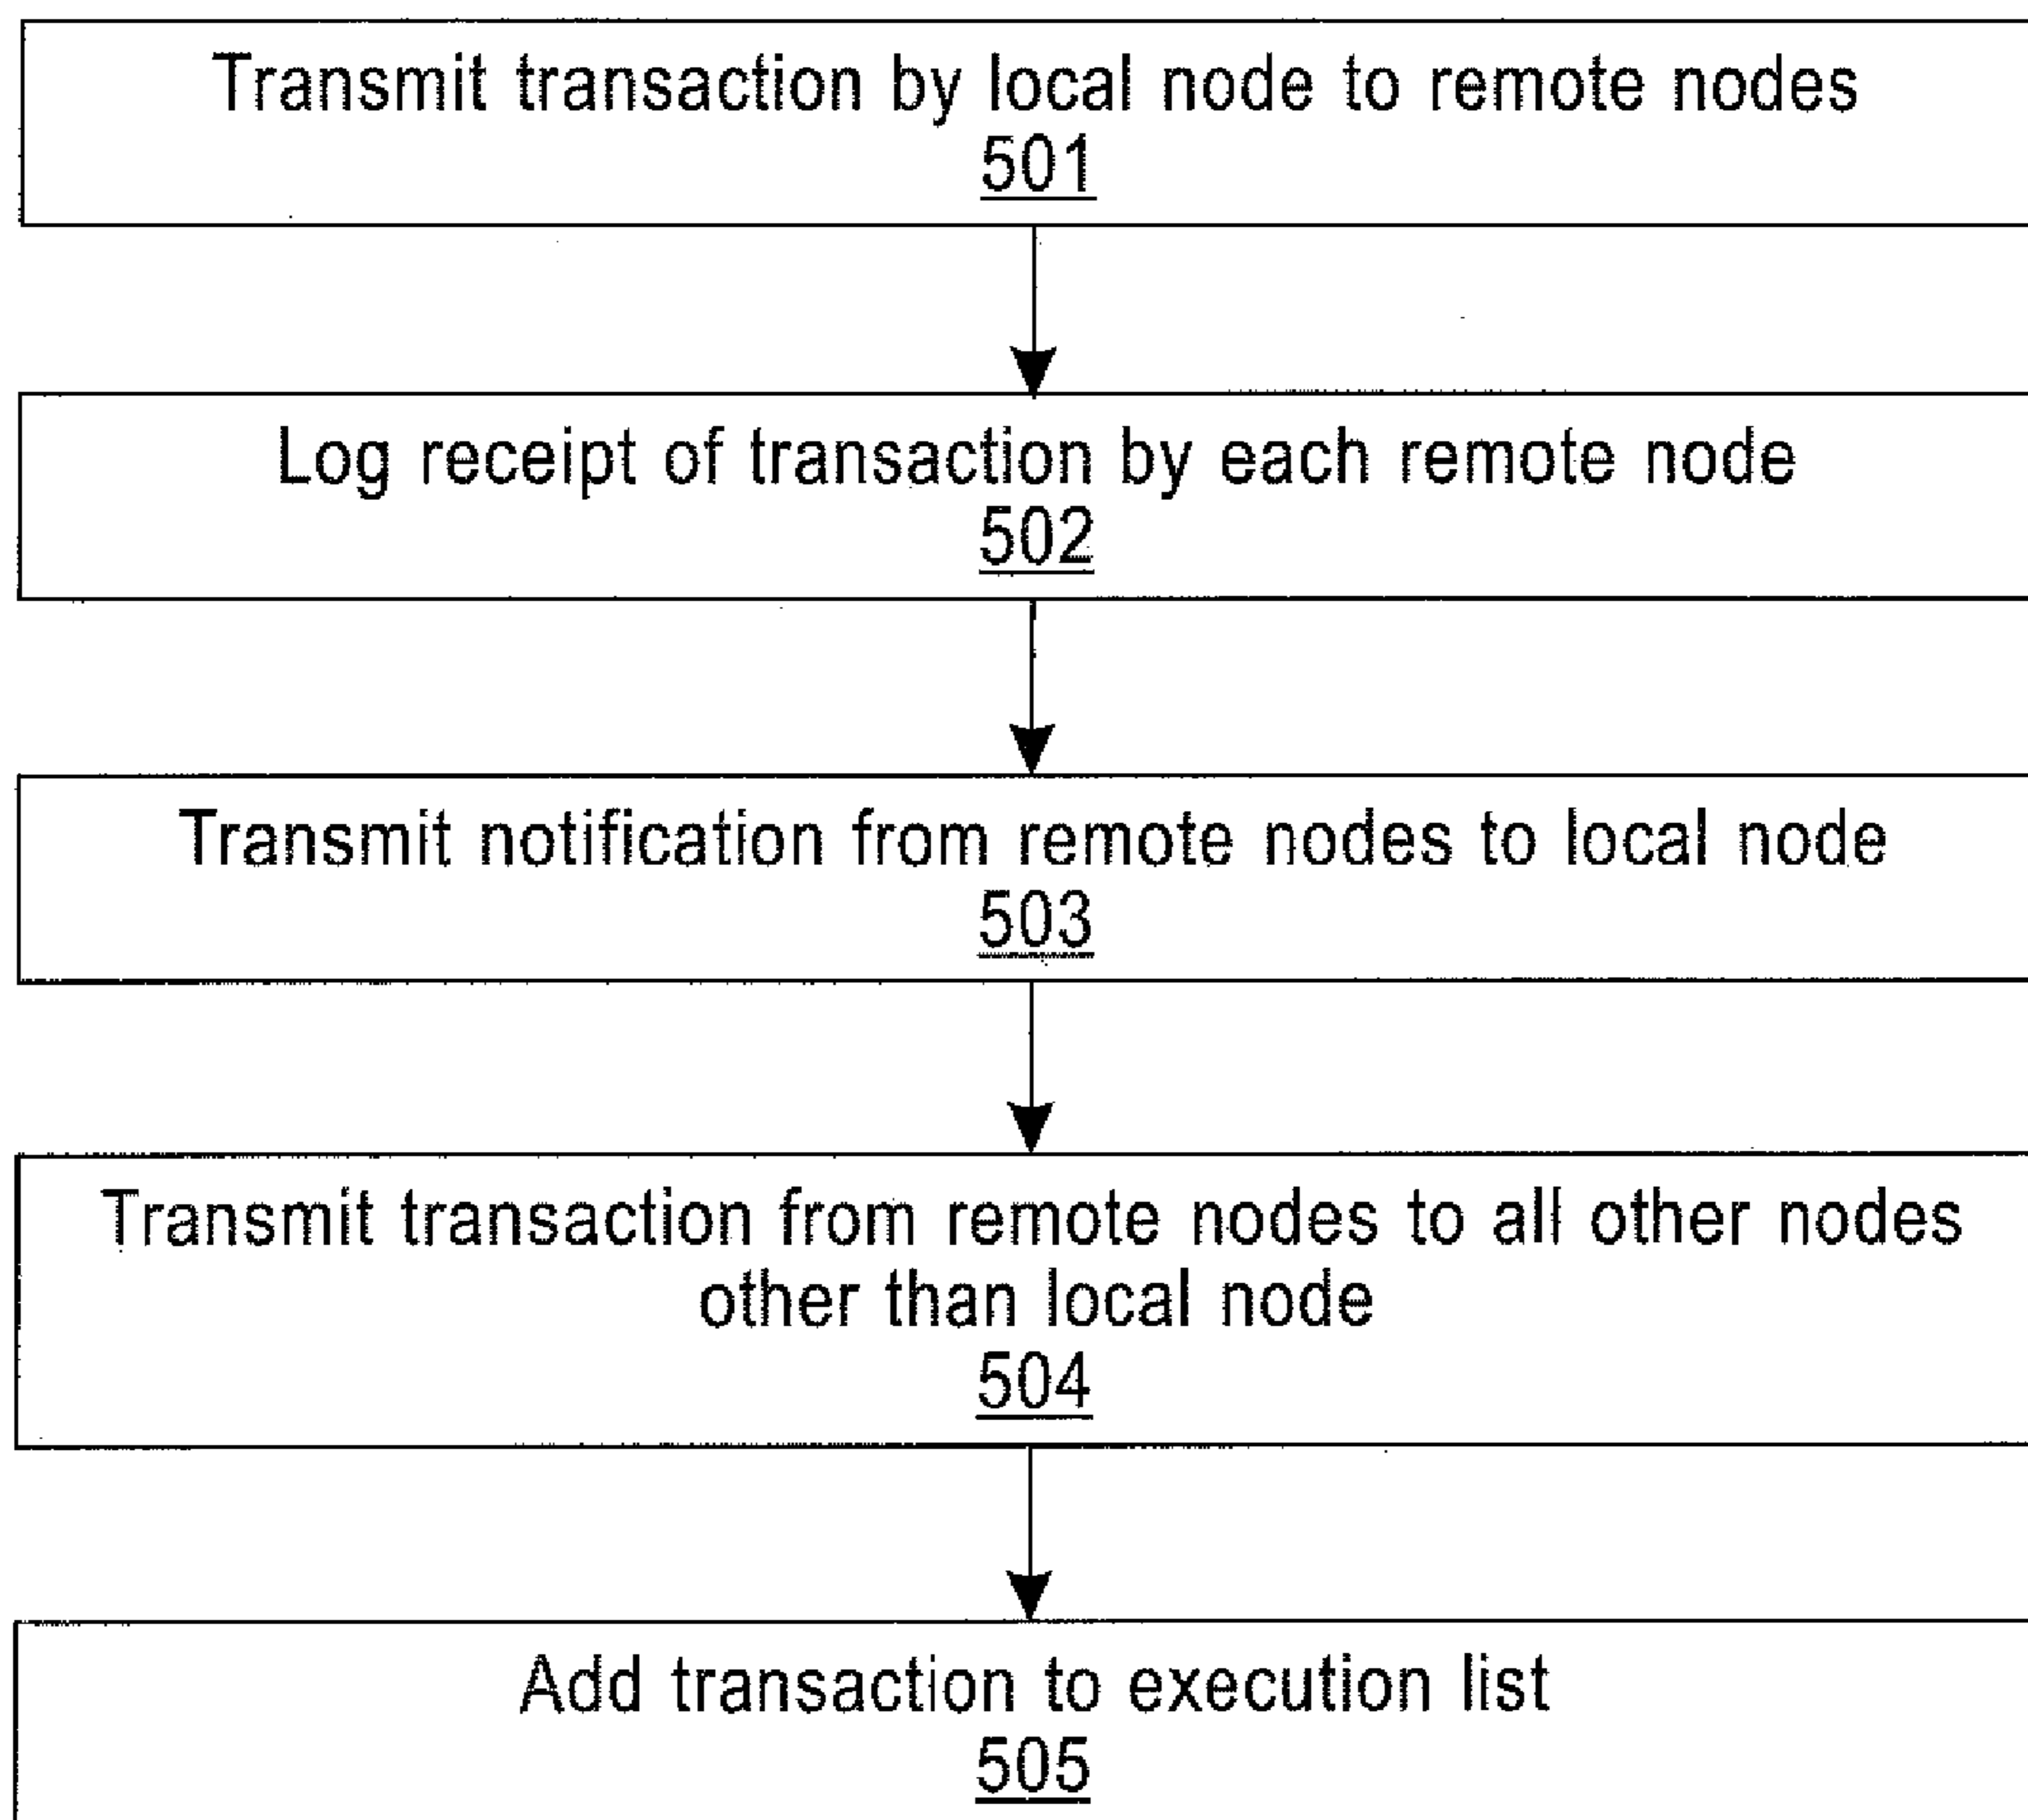 Transmit transaction by local node to remote nodes
501
Log receipt of transaction by each remote node
502
Transmit notification from remote nodes to local node
503
Transmit transaction from remote nodes to all other nodes
other than local node
504
Add transaction to execution list
505